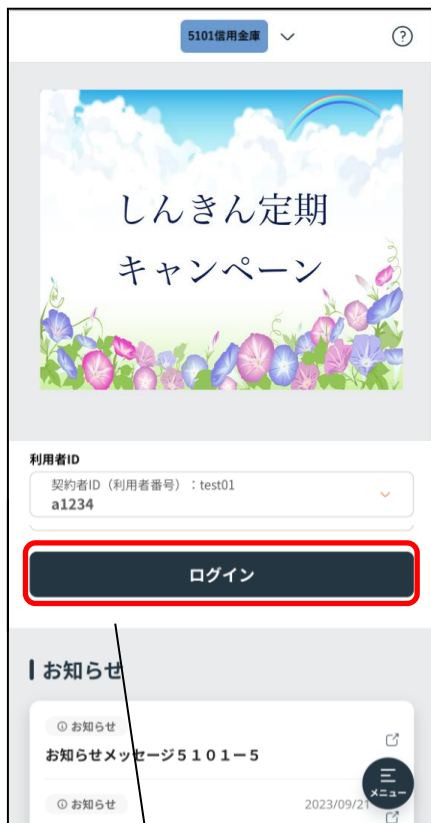 5101信用金庫
?
しんきん定期
キャンペーン
利用者ID
契約者ID（利用者番号）：test01
a1234
ログイン
お知らせ
お知らせ
お知らせメッセージ５１０１ー５
メニュー
お知らせ 2023/09/21